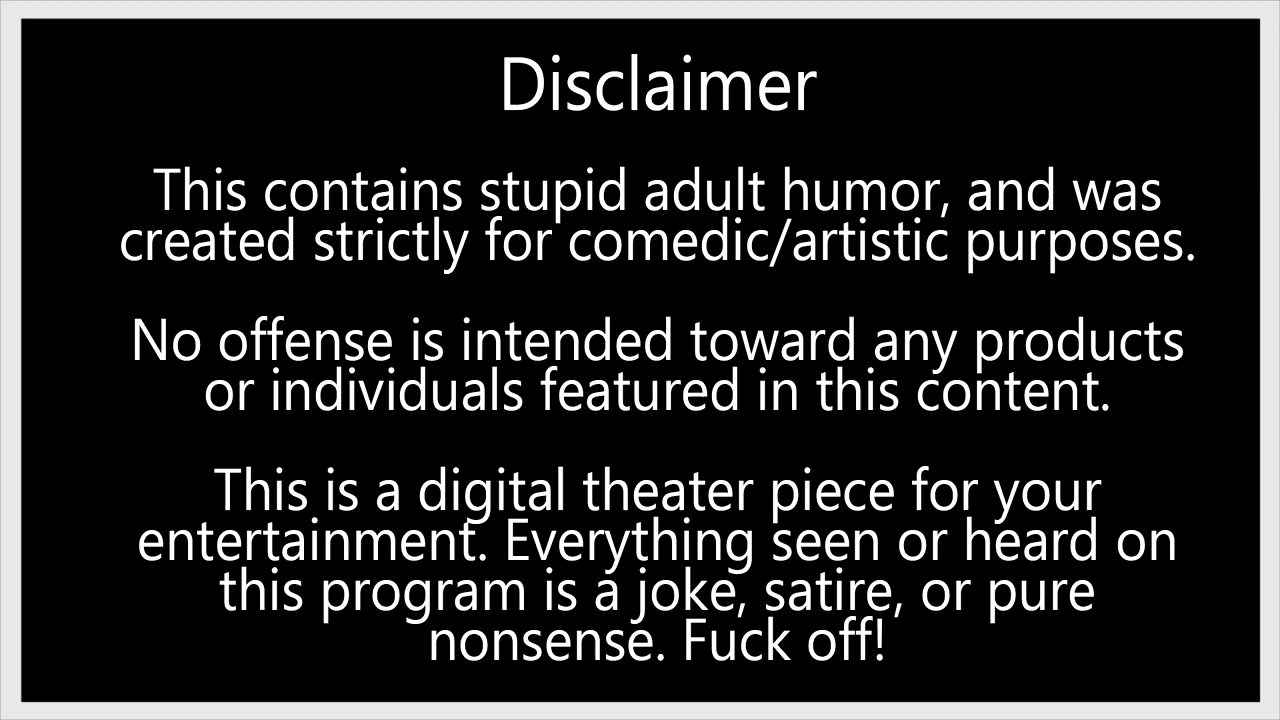 Disclaimer
This contains stupid adult humor, and was
created strictly for comedic/artistic purposes.
No offense is intended toward any products
or individuals featured in this content.
This is a digital theater piece for your
entertainment. Everything seen or heard on
this program is a joke, satire, or pure
nonsense. Fuck off!